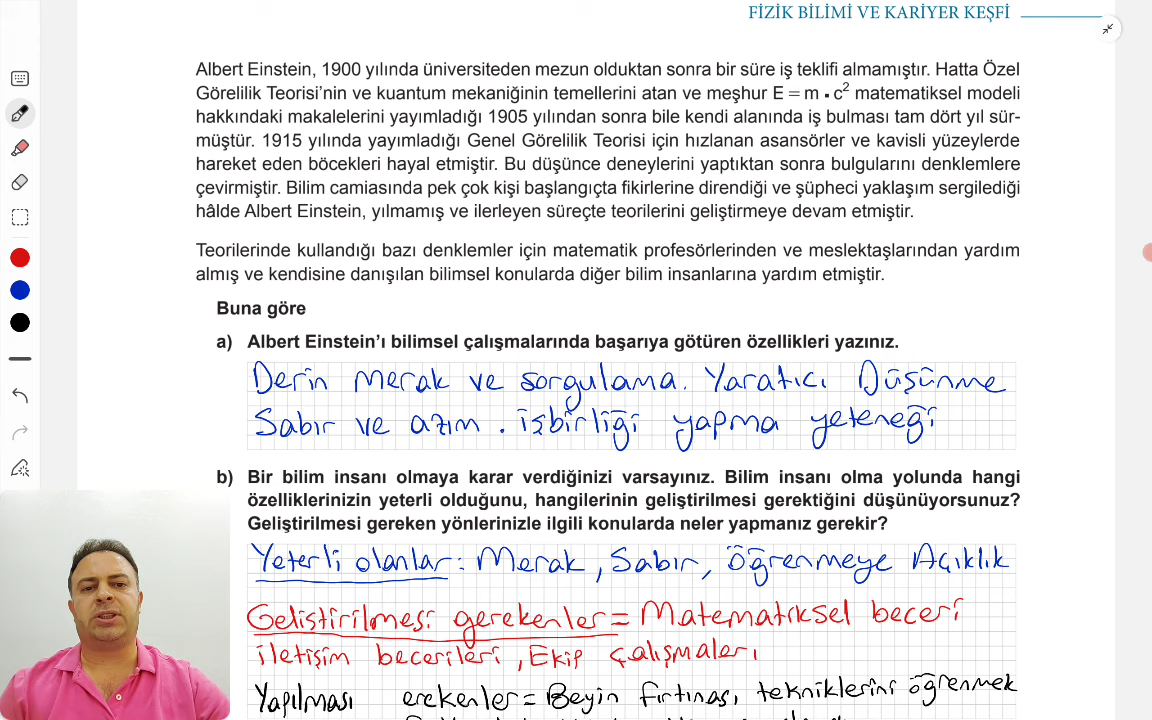 FİZİK BİLİMİ VE KARİYER KEŞFİ
Albert Einstein, 1900 yılında üniversiteden mezun olduktan sonra bir süre iş teklifi almamıştır. Hatta Özel
Görelilik Teorisi’nin ve kuantum mekaniğinin temellerini atan ve meşhur E = m . c² matematiksel modeli
hakkındaki makalelerini yayımladığı 1905 yılından sonra bile kendi alanında iş bulması tam dört yıl sür-
müştür. 1915 yılında yayımladığı Genel Görelilik Teorisi için hızlanan asansörler ve kavisli yüzeylerde
hareket eden böcekleri hayal etmiştir. Bu düşünce deneylerini yaptıktan sonra bulgularını denklemlere
çevirmiştir. Bilim camiasında pek çok kişi başlangıçta fikirlerine direndiği ve şüpheci yaklaşım sergilediği
hâlde Albert Einstein, yılmamış ve ilerleyen süreçte teorilerini geliştirmeye devam etmiştir.
Teorilerinde kullandığı bazı denklemler için matematik profesörlerinden ve meslektaşlarından yardım
almış ve kendisine danışılan bilimsel konularda diğer bilim insanlarına yardım etmiştir.
Buna göre
a) Albert Einstein’ı bilimsel çalışmalarında başarıya götüren özellikleri yazınız.
Derin merak ve sorgulama. Yaratıcı Düşünme
Sabır ve azım . işbirliği yapma yeteneği
b) Bir bilim insanı olmaya karar verdiğinizi varsayınız. Bilim insanı olma yolunda hangi
özelliklerinizin yeterli olduğunu, hangilerinin geliştirilmesi gerektiğini düşünüyorsunuz?
Geliştirilmesi gereken yönlerinizle ilgili konularda neler yapmanız gerekir?
Yeterli olanlar : Merak , Sabır, öğrenmeye Açıklık
Geliştirilmesi gerekenler = Matematiksel beceri
iletişim becerileri , Ekip çalışmaları
Yapılması erekenler = Beyin fırtınası tekniklerini öğrenmek